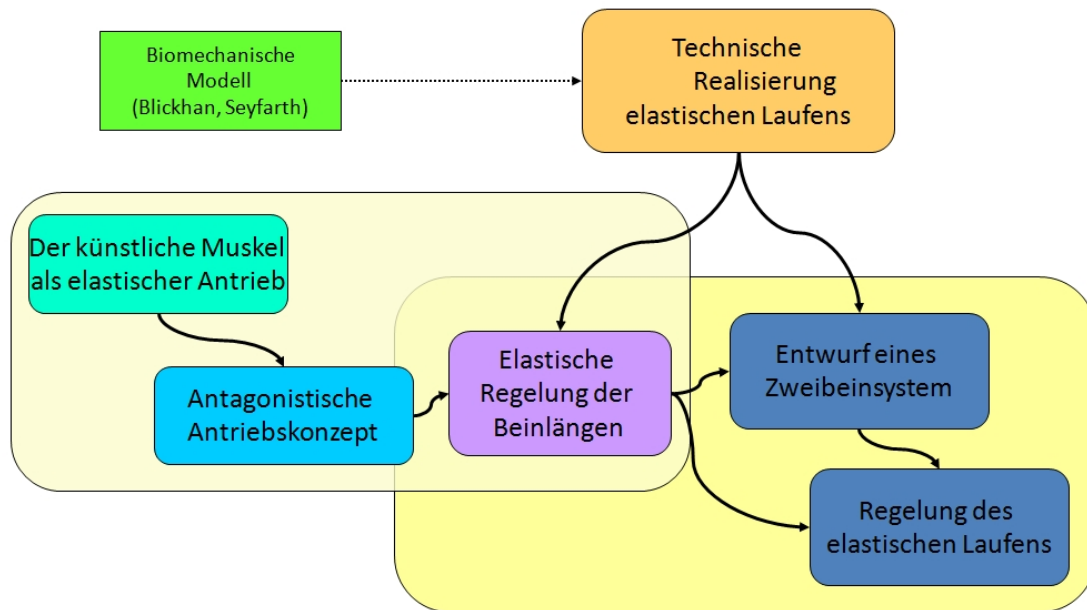 Biomechanische
Modell
(Blickhan, Seyfarth)
Technische
Realisierung
elastischen Laufens
Der künstliche Muskel
als elastischer Antrieb
Antagonistische
Antriebskonzept
Elastische
Regelung der
Beinlängen
Entwurf eines
Zweibeinsystem
Regelung des
elastischen Laufens